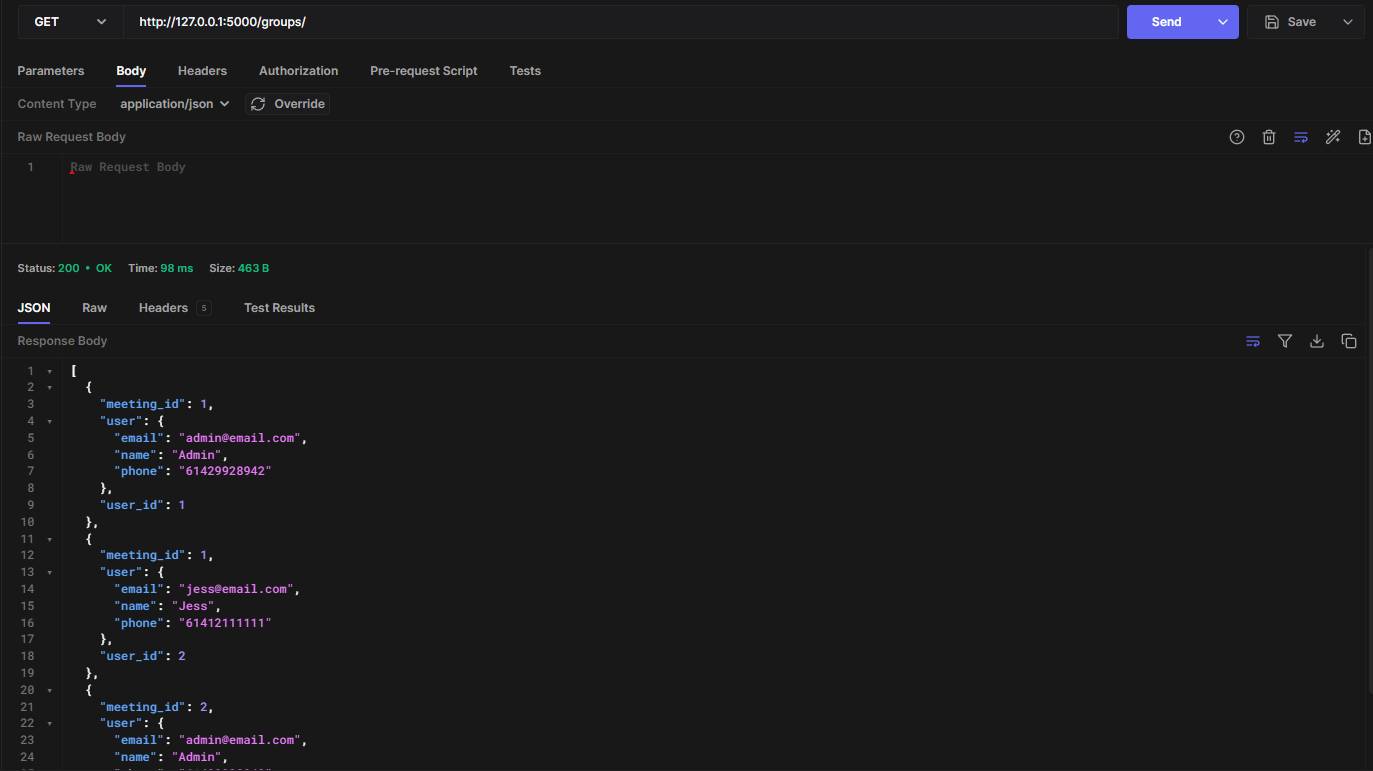 GET http://127.0.0.1:5000/groups/ Send Save
Parameters Body Headers Authorization Pre-request Script Tests
Content Type application/json Override
Raw Request Body
1 Raw Request Body
Status: 200 • OK Time: 98 ms Size: 463 B
JSON Raw Headers 5 Test Results
Response Body
1 [
2 {
3 "meeting_id": 1,
4 "user": {
5 "email": "admin@email.com",
6 "name": "Admin",
7 "phone": "61429928942"
8 },
9 "user_id": 1
10 },
11 {
12 "meeting_id": 1,
13 "user": {
14 "email": "jess@email.com",
15 "name": "Jess",
16 "phone": "61412111111"
17 },
18 "user_id": 2
19 },
20 {
21 "meeting_id": 2,
22 "user": {
23 "email": "admin@email.com",
24 "name": "Admin",